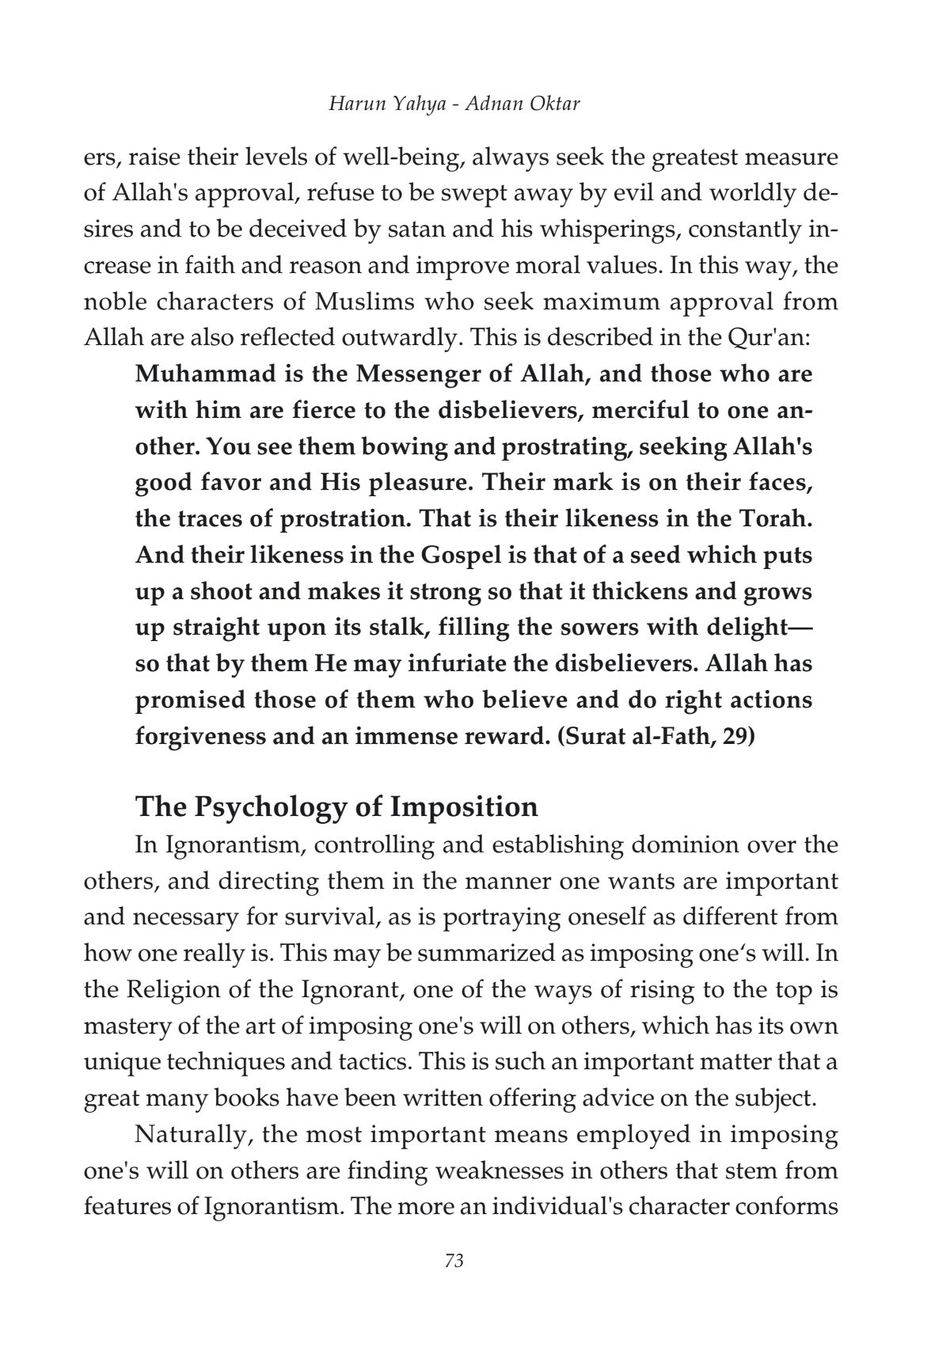 Harun Yahya - Adnan Oktar
ers, raise their levels of well-being, always seek the greatest measure
of Allah's approval, refuse to be swept away by evil and worldly de-
sires and to be deceived by satan and his whisperings, constantly in-
crease in faith and reason and improve moral values. In this way, the
noble characters of Muslims who seek maximum approval from
Allah are also reflected outwardly. This is described in the Qur'an:
Muhammad is the Messenger of Allah, and those who are
with him are fierce to the disbelievers, merciful to one an-
other. You see them bowing and prostrating, seeking Allah's
good favor and His pleasure. Their mark is on their faces,
the traces of prostration. That is their likeness in the Torah.
And their likeness in the Gospel is that of a seed which puts
up a shoot and makes it strong so that it thickens and grows
up straight upon its stalk, filling the sowers with delight—
so that by them He may infuriate the disbelievers. Allah has
promised those of them who believe and do right actions
forgiveness and an immense reward. (Surat al-Fath, 29)
The Psychology of Imposition
In Ignorantism, controlling and establishing dominion over the
others, and directing them in the manner one wants are important
and necessary for survival, as is portraying oneself as different from
how one really is. This may be summarized as imposing one‘s will. In
the Religion of the Ignorant, one of the ways of rising to the top is
mastery of the art of imposing one's will on others, which has its own
unique techniques and tactics. This is such an important matter that a
great many books have been written offering advice on the subject.
Naturally, the most important means employed in imposing
one's will on others are finding weaknesses in others that stem from
features of Ignorantism. The more an individual's character conforms
73